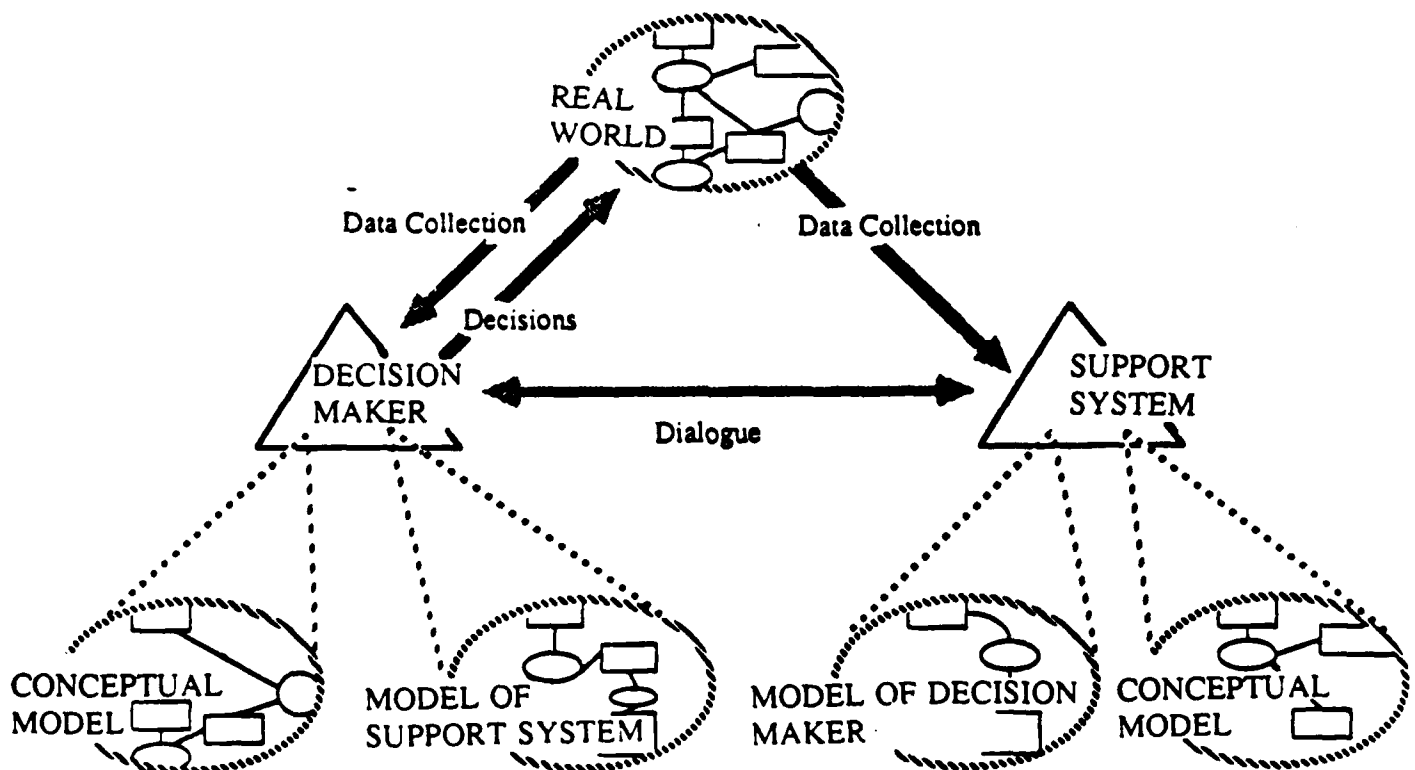 REAL
WORLD
Data Collection
Data Collection
Decisions
DECISION
MAKER
SUPPORT
SYSTEM
Dialogue
CONCEPTUAL
MODEL
MODEL OF
SUPPORT SYSTEM
MODEL OF DECISION
MAKER
CONCEPTUAL
MODEL